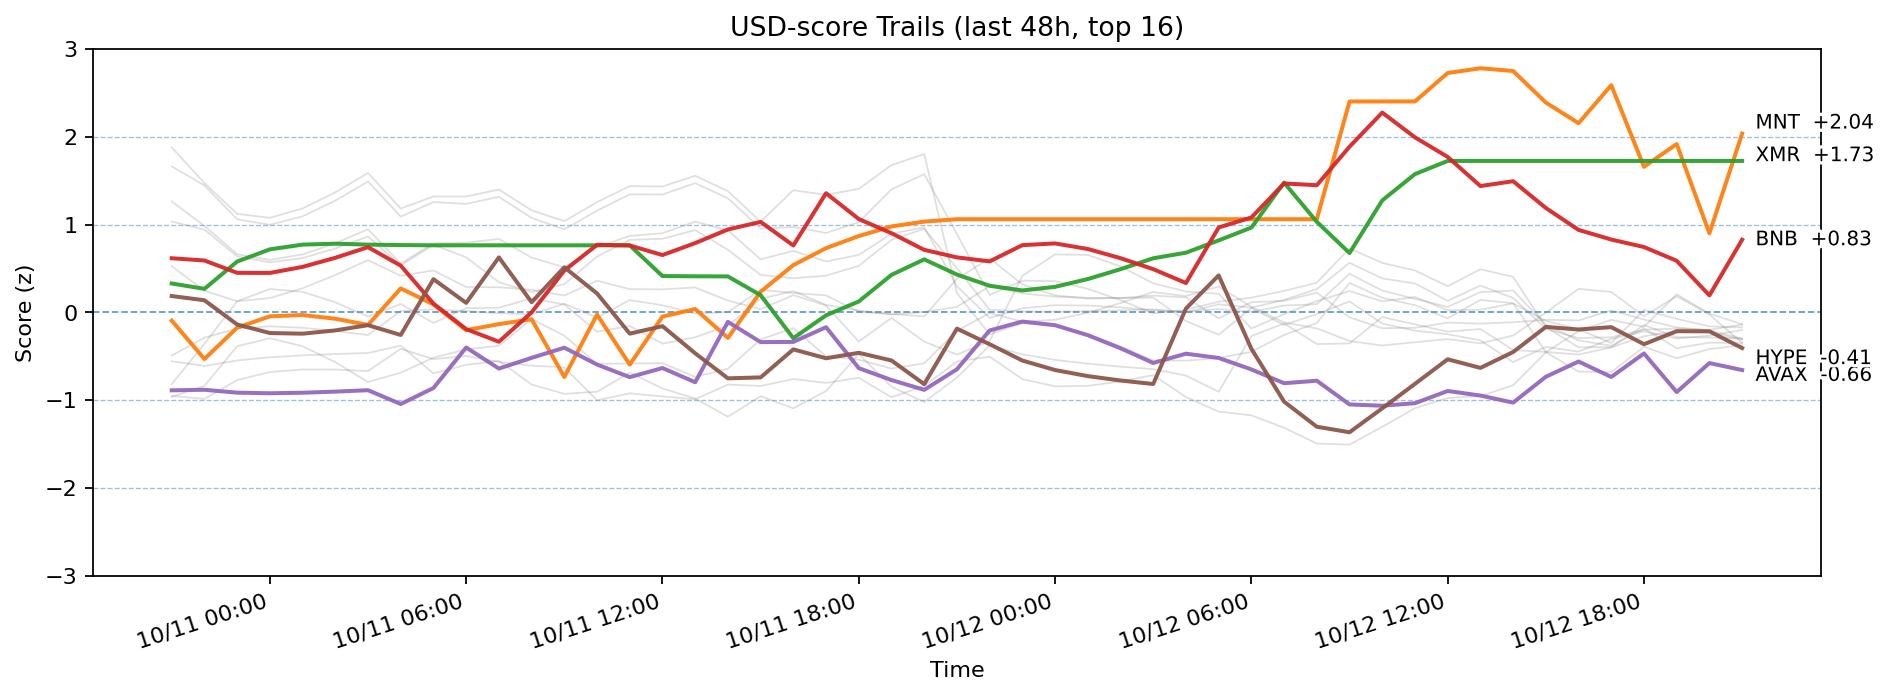 USD-score Trails (last 48h, top 16)
Score (z)
3
2
1
0
−1
−2
−3
MNT +2.04
XMR +1.73
BNB +0.83
HYPE -0.41
AVAX -0.66
10/11 00:00
10/11 06:00
10/11 12:00
10/11 18:00
10/12 00:00
10/12 06:00
10/12 12:00
10/12 18:00
Time